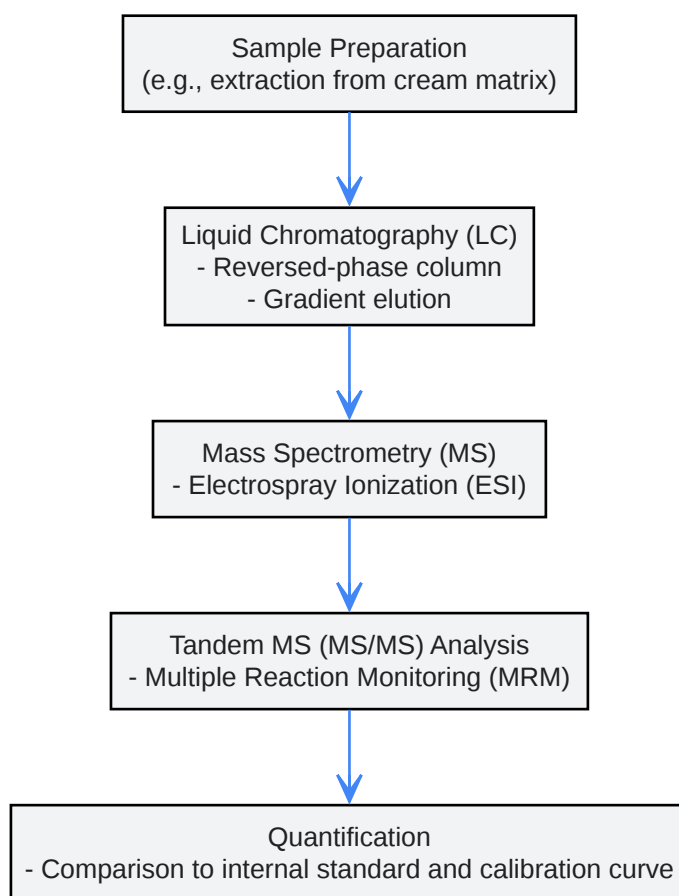 Sample Preparation
(e.g., extraction from cream matrix)
Liquid Chromatography (LC)
- Reversed-phase column
- Gradient elution
Mass Spectrometry (MS)
- Electrospray Ionization (ESI)
Tandem MS (MS/MS) Analysis
- Multiple Reaction Monitoring (MRM)
Quantification
- Comparison to internal standard and calibration curve